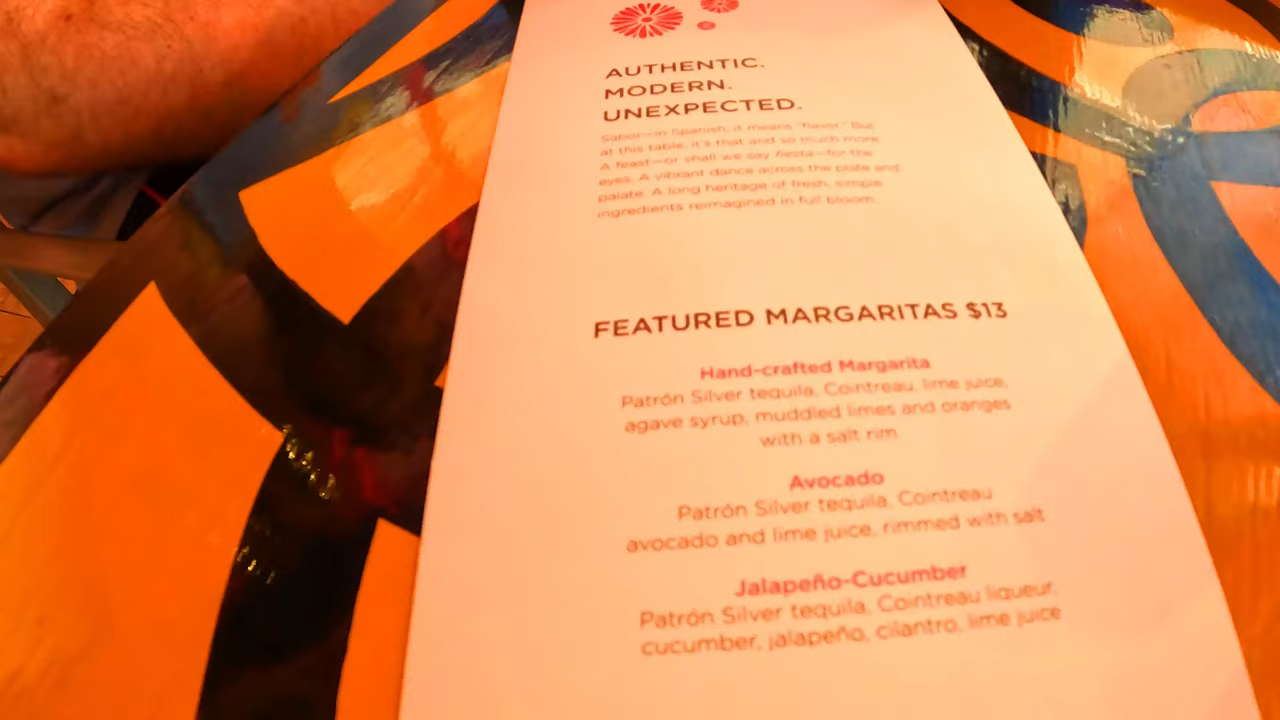 AUTHENTIC.
MODERN.
UNEXPECTED.
Sabor—in Spanish, it means "flavor." But
at this table, it's that and so much more.
A feast—or shall we say fiesta—for the
eyes. A vibrant dance across the plate and
palate. A long heritage of fresh, simple
ingredients reimagined in full bloom.
FEATURED MARGARITAS $13
Hand-crafted Margarita
Patrón Silver tequila, Cointreau, lime juice,
agave syrup, muddled limes and oranges
with a salt rim
Avocado
Patrón Silver tequila, Cointreau
avocado and lime juice, rimmed with salt
Jalapeño-Cucumber
Patrón Silver tequila, Cointreau liqueur,
cucumber, jalapeño, cilantro, lime juice